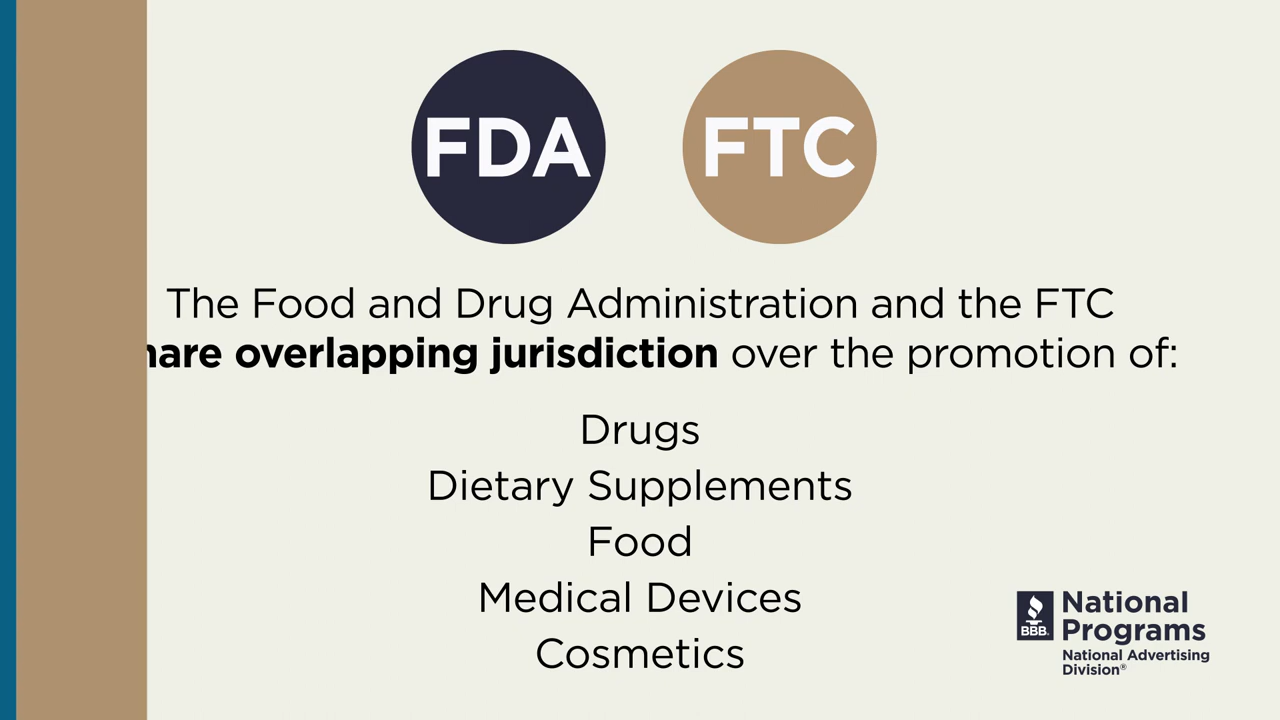 FDA
FTC
The Food and Drug Administration and the FTC
hare overlapping jurisdiction over the promotion of:
Drugs
Dietary Supplements
Food
Medical Devices
Cosmetics
BBB
National
Programs
National Advertising
Division®